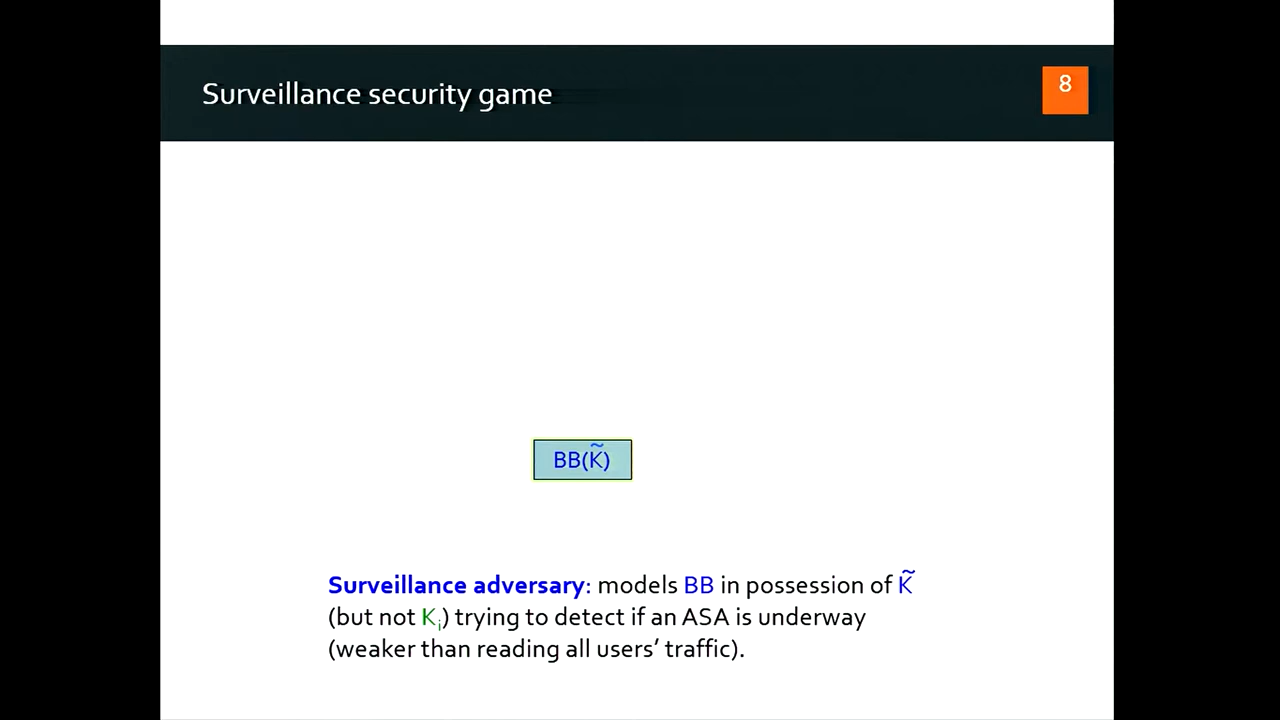 Surveillance security game
8
BB(K̃)
Surveillance adversary: models BB in possession of K̃
(but not Kᵢ) trying to detect if an ASA is underway
(weaker than reading all users’ traffic).